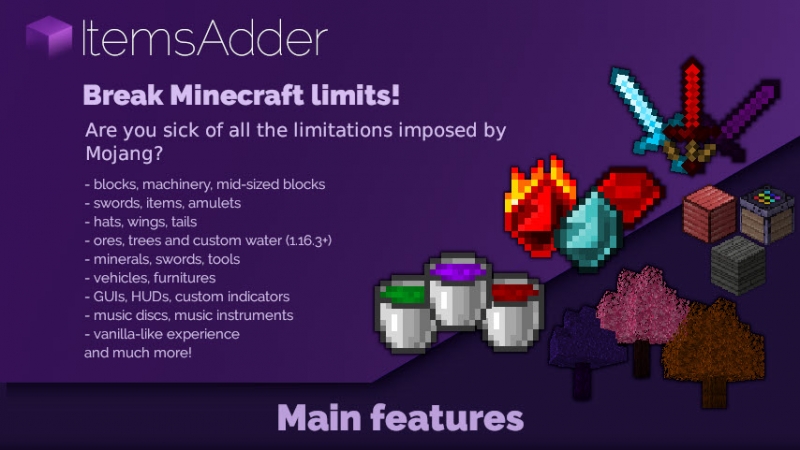 ItemsAdder
Break Minecraft limits!
Are you sick of all the limitations imposed by
Mojang?
- blocks, machinery, mid-sized blocks
- swords, items, amulets
- hats, wings, tails
- ores, trees and custom water (1.16.3+)
- minerals, swords, tools
- vehicles, furnitures
- GUIs, HUDs, custom indicators
- music discs, music instruments
- vanilla-like experience
and much more!
Main features